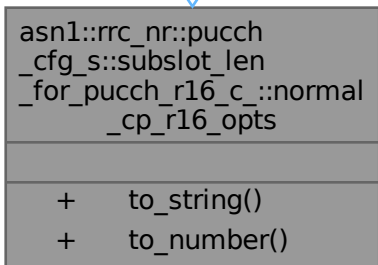 asn1::rrc_nr::pucch
_cfg_s::subslot_len
_for_pucch_r16_c_::normal
_cp_r16_opts
+ to_string()
+ to_number()